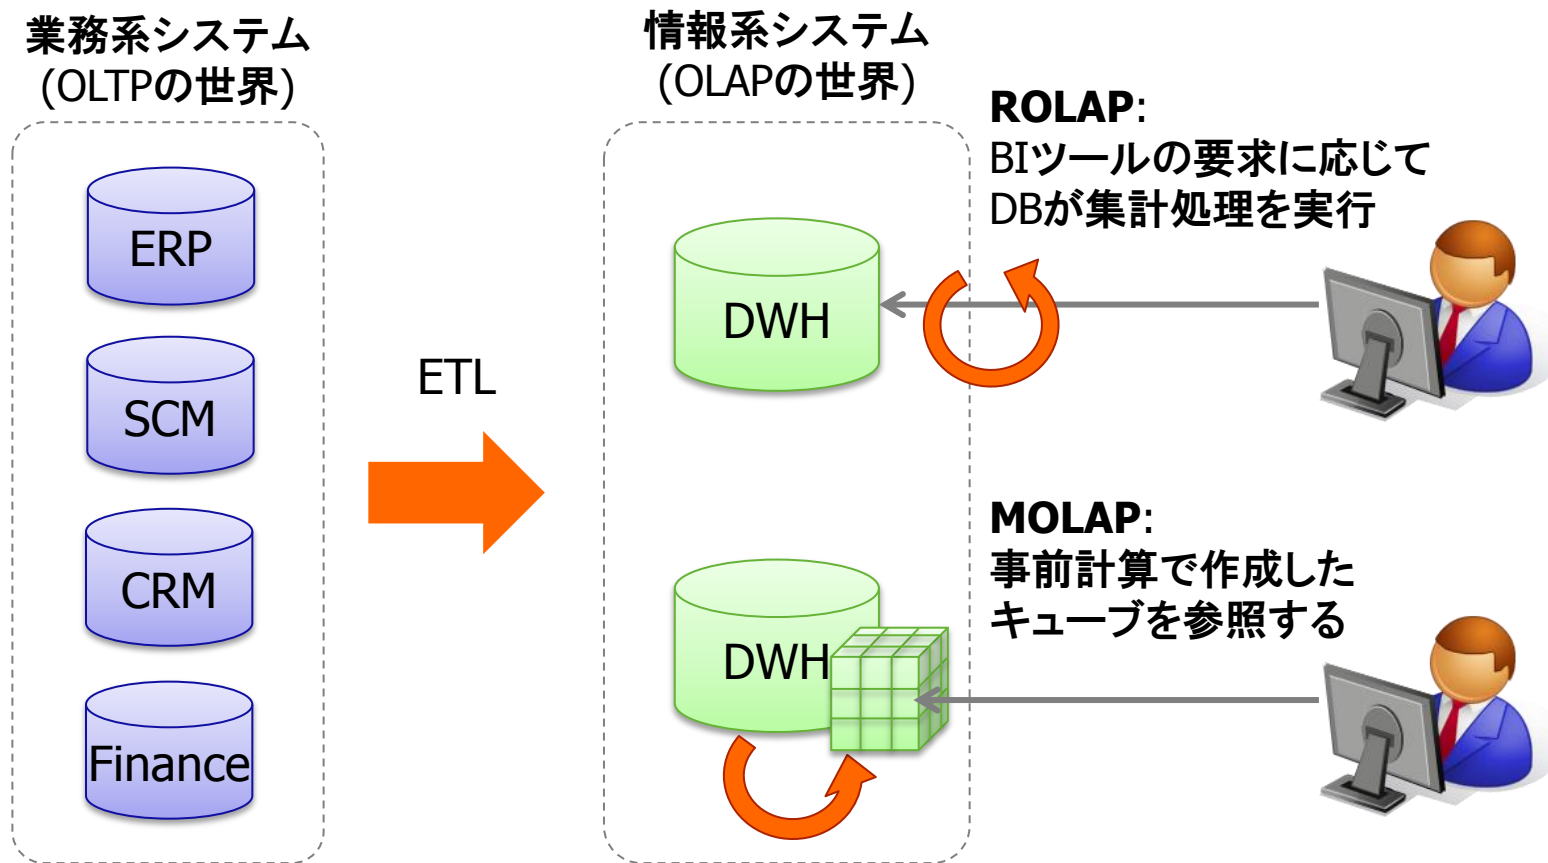 業務系システム
(OLTPの世界)
ERP
SCM
CRM
Finance
ETL
情報系システム
(OLAPの世界)
DWH
DWH
ROLAP:
BIツールの要求に応じて
DBが集計処理を実行
MOLAP:
事前計算で作成した
キューブを参照する